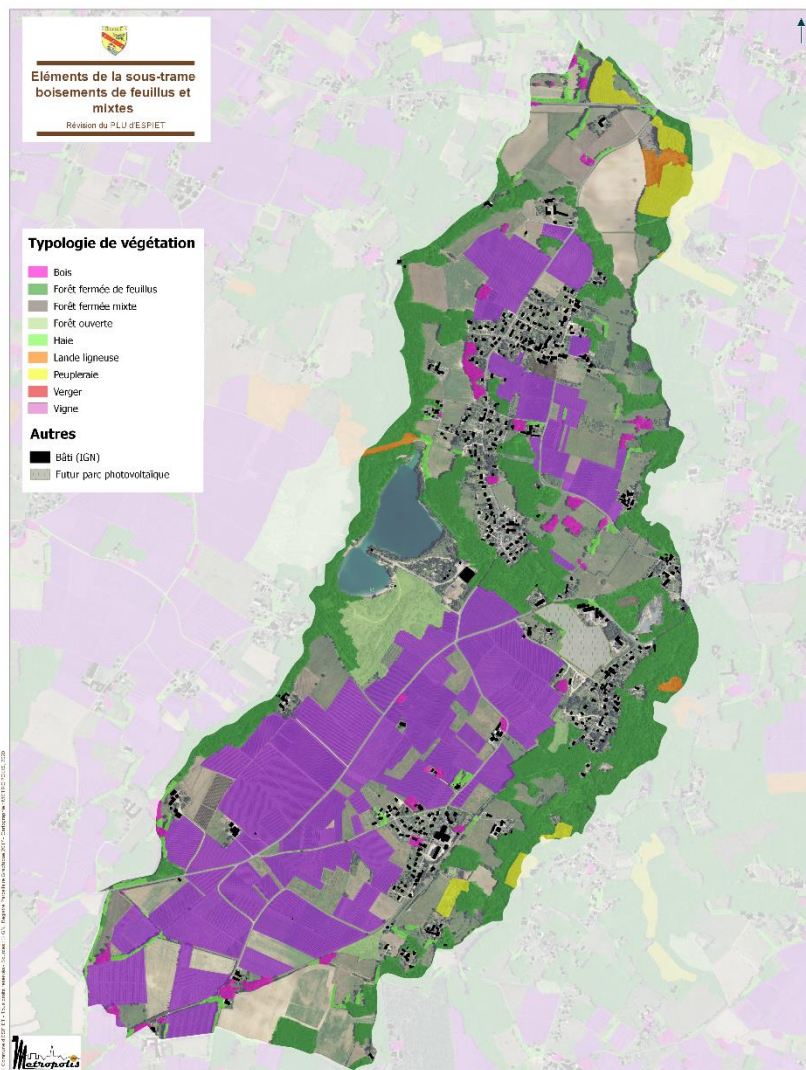 Eléments de la sous-trame
boisements de feuillus et
mixtes
Révision du PLU d'ESPIET
Typologie de végétation
Bois
Forêt fermée de feuillus
Forêt fermée mixte
Forêt ouverte
Haie
Lande ligneuse
Peupleraie
Verger
Vigne
Autres
Bâti (IGN)
Futur parc photovoltaïque
Metropolis